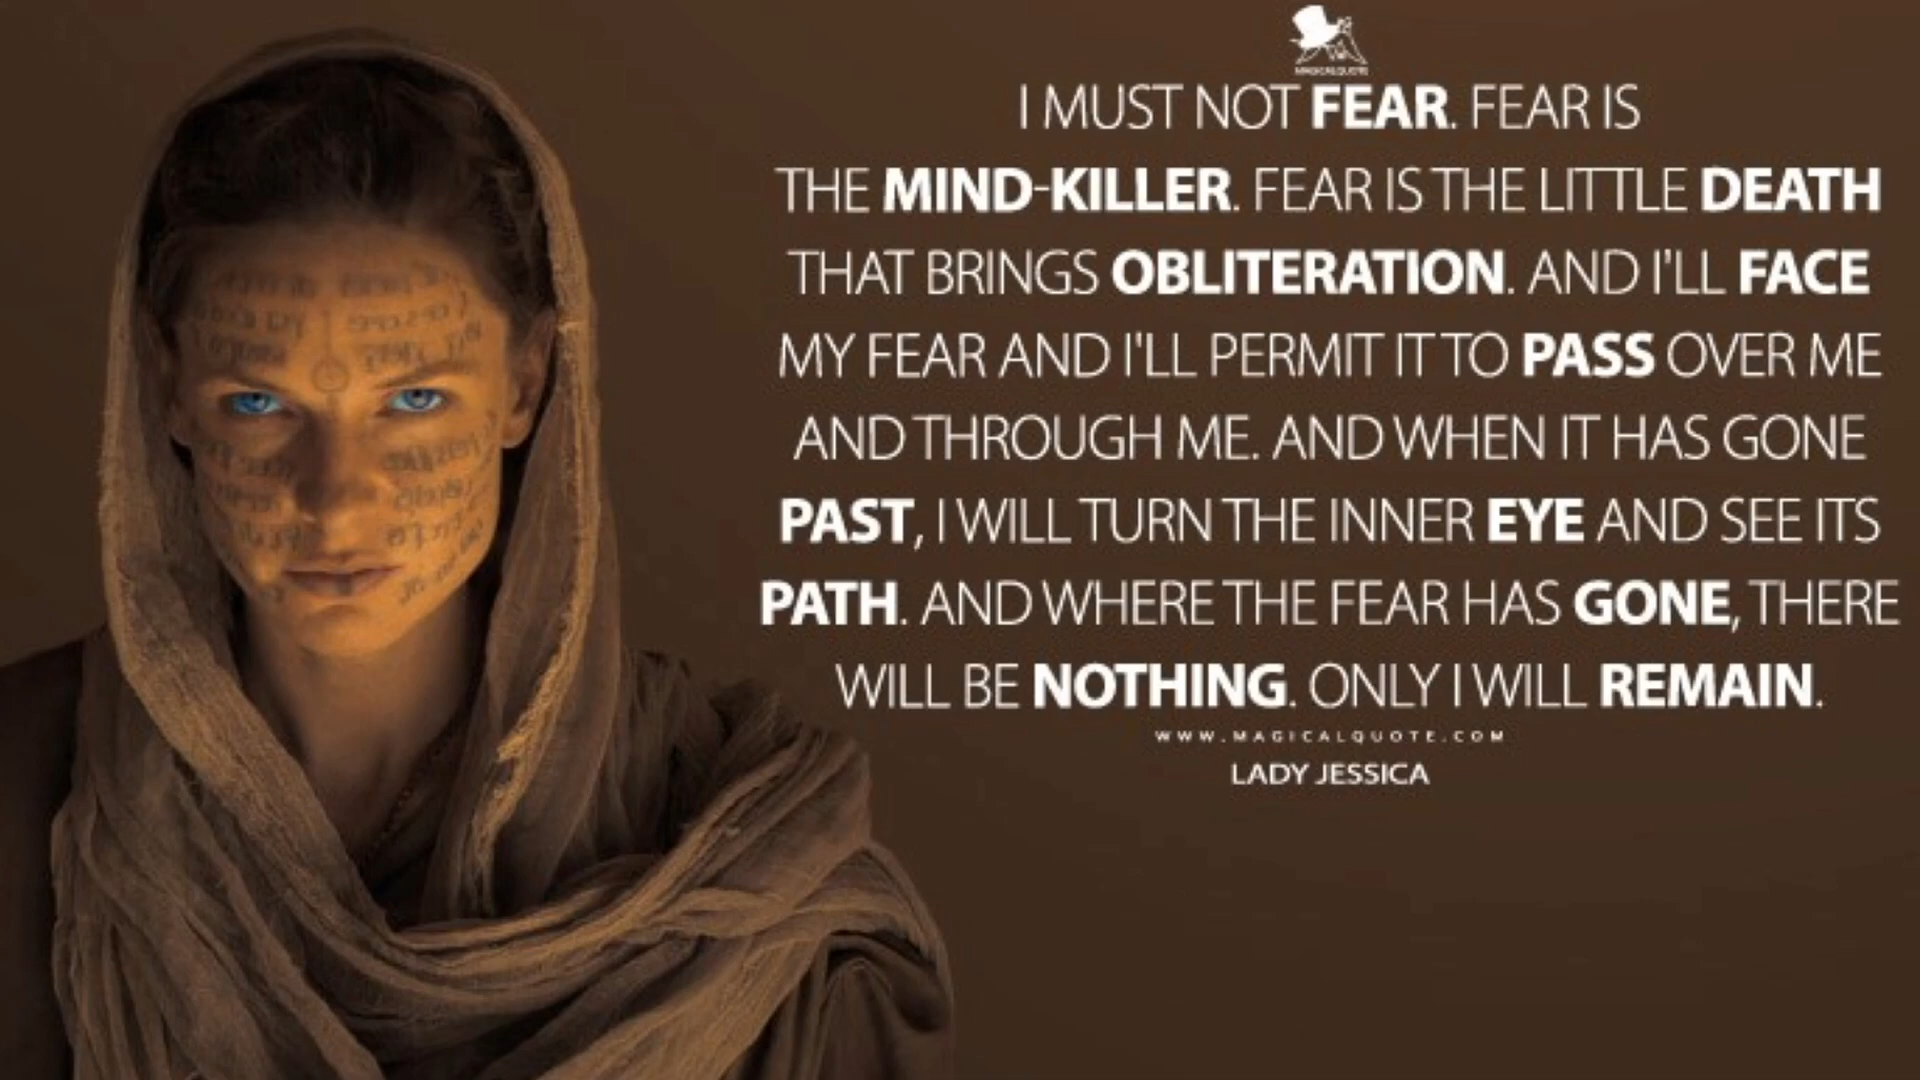 MAGICALQUOTE
I MUST NOT FEAR. FEAR IS
THE MIND-KILLER. FEAR IS THE LITTLE DEATH
THAT BRINGS OBLITERATION. AND I'LL FACE
MY FEAR AND I'LL PERMIT IT TO PASS OVER ME
AND THROUGH ME. AND WHEN IT HAS GONE
PAST, I WILL TURN THE INNER EYE AND SEE ITS
PATH. AND WHERE THE FEAR HAS GONE, THERE
WILL BE NOTHING. ONLY I WILL REMAIN.
WWW.MAGICALQUOTE.COM
LADY JESSICA